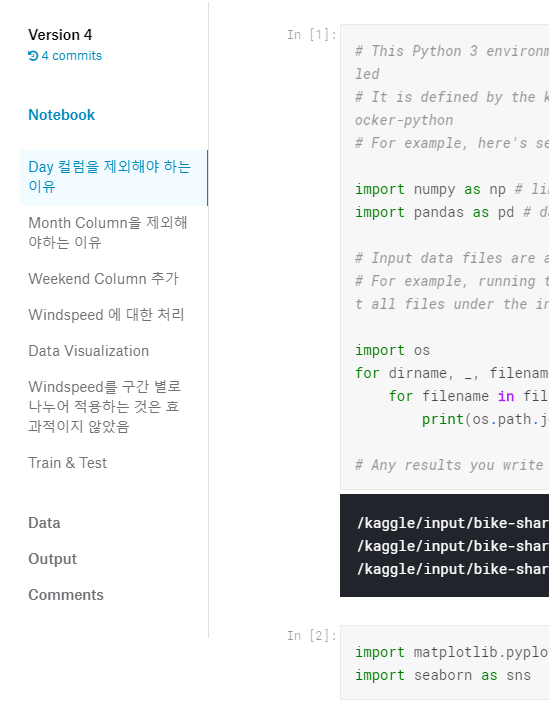 Version 4
4 commits
Notebook
Day 컬럼을 제외해야 하는
이유
Month Column을 제외해
야하는 이유
Weekend Column 추가
Windspeed 에 대한 처리
Data Visualization
Windspeed를 구간 별로
나누어 적용하는 것은 효
과적이지 않았음
Train & Test
Data
Output
Comments
In [1]:
# This Python 3 environm
led
# It is defined by the k
ocker-python
# For example, here's se
import numpy as np # li
import pandas as pd # d
# Input data files are a
# For example, running t
t all files under the in
import os
for dirname, _, filename
for filename in fil
print(os.path.j
# Any results you write
/kaggle/input/bike-shar
/kaggle/input/bike-shar
/kaggle/input/bike-shar
In [2]:
import matplotlib.pyplo
import seaborn as sns